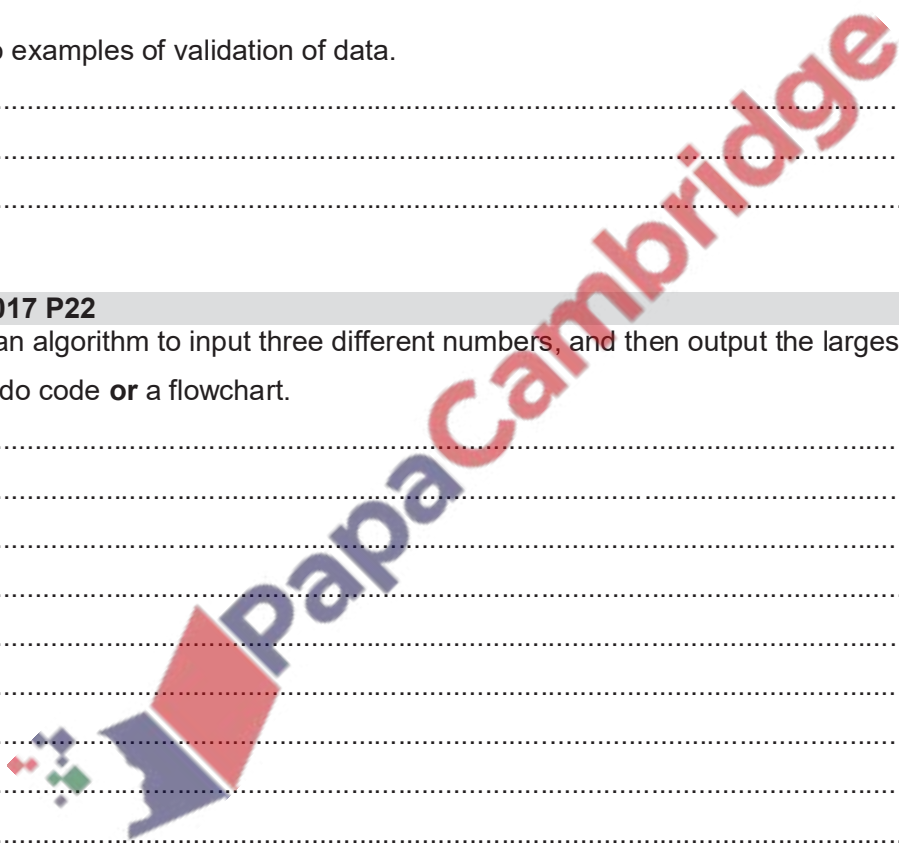 examples of validation of data.
017 P22
an algorithm to input three different numbers, and then output the larges
do code or a flowchart.
PapaCambridge